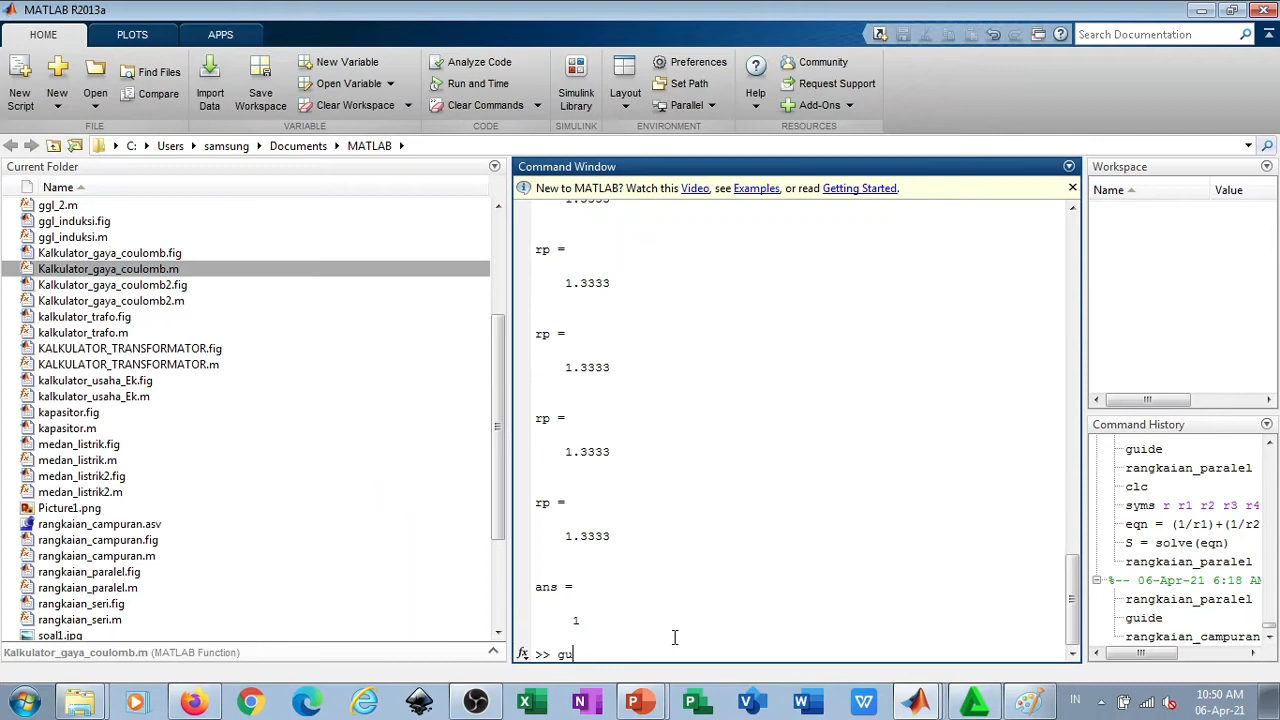 MATLAB R2013a
HOME PLOTS APPS Search Documentation
New Script New Open Find Files Compare Import Data Save Workspace New Variable Open Variable Clear Workspace Analyze Code Run and Time Clear Commands Simulink Library Layout Preferences Set Path Parallel Help Community Request Support Add-Ons
FILE VARIABLE CODE SIMULINK ENVIRONMENT RESOURCES
C: Users samsung Documents MATLAB
Current Folder
Name
ggl_2.m
ggl_induksi.fig
ggl_induksi.m
Kalkulator_gaya_coulomb.fig
Kalkulator_gaya_coulomb.m
Kalkulator_gaya_coulomb2.fig
Kalkulator_gaya_coulomb2.m
kalkulator_trafo.fig
kalkulator_trafo.m
KALKULATOR_TRANSFORMATOR.fig
KALKULATOR_TRANSFORMATOR.m
kalkulator_usaha_Ek.fig
kalkulator_usaha_Ek.m
kapasitor.fig
kapasitor.m
medan_listrik.fig
medan_listrik.m
medan_listrik2.fig
medan_listrik2.m
Picture1.png
rangkaian_campuran.asv
rangkaian_campuran.fig
rangkaian_campuran.m
rangkaian_paralel.fig
rangkaian_paralel.m
rangkaian_seri.fig
rangkaian_seri.m
soal1.jpg
Kalkulator_gaya_coulomb.m (MATLAB Function)
Command Window
New to MATLAB? Watch this Video, see Examples, or read Getting Started.
1.3333
rp =
1.3333
rp =
1.3333
rp =
1.3333
rp =
1.3333
ans =
1
fx >> gu
Workspace
Name Value
Command History
guide
rangkaian_paralel
clc
syms r r1 r2 r3 r4
eqn = (1/r1)+(1/r2
S = solve(eqn)
rangkaian_paralel
%-- 06-Apr-21 6:18 AM
rangkaian_paralel
guide
rangkaian_campuran
IN 10:50 AM
06-Apr-21